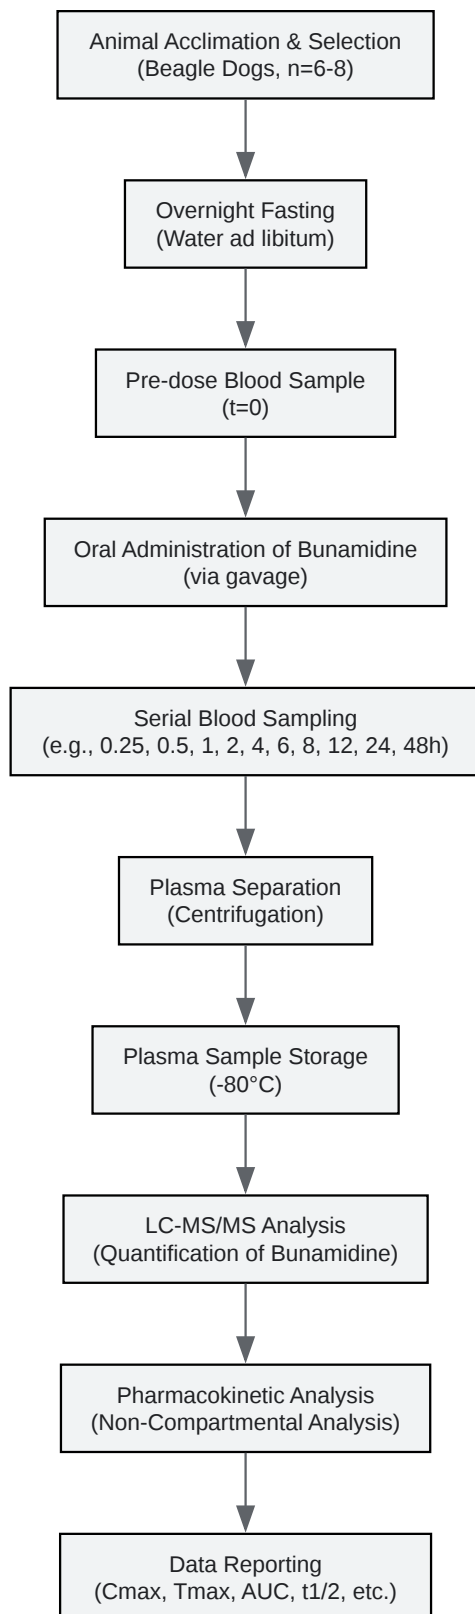 Animal Acclimation & Selection
(Beagle Dogs, n=6-8)
Overnight Fasting
(Water ad libitum)
Pre-dose Blood Sample
(t=0)
Oral Administration of Bunamidine
(via gavage)
Serial Blood Sampling
(e.g., 0.25, 0.5, 1, 2, 4, 6, 8, 12, 24, 48h)
Plasma Separation
(Centrifugation)
Plasma Sample Storage
(-80°C)
LC-MS/MS Analysis
(Quantification of Bunamidine)
Pharmacokinetic Analysis
(Non-Compartmental Analysis)
Data Reporting
(Cmax, Tmax, AUC, t1/2, etc.)